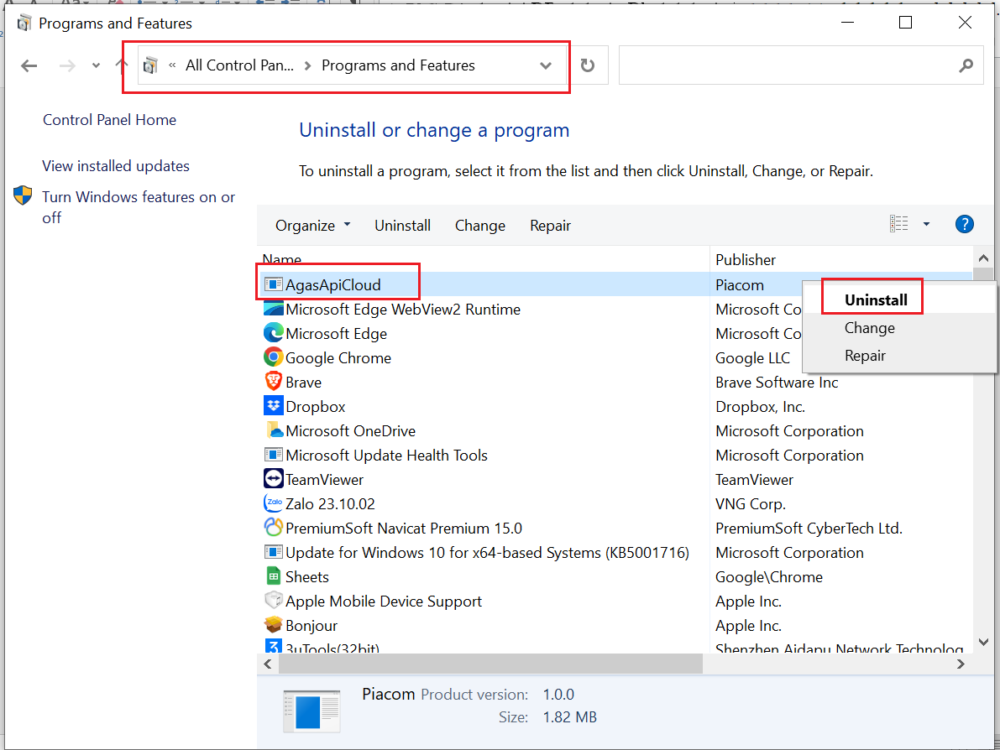 Programs and Features
« All Control Pan... > Programs and Features
Control Panel Home
View installed updates
Turn Windows features on or
off
Uninstall or change a program
To uninstall a program, select it from the list and then click Uninstall, Change, or Repair.
Organize Uninstall Change Repair
Name Publisher
AgasApiCloud Piacom
Microsoft Edge WebView2 Runtime Microsoft Co
Microsoft Edge Microsoft Co
Google Chrome Google LLC
Brave Brave Software Inc
Dropbox Dropbox, Inc.
Microsoft OneDrive Microsoft Corporation
Microsoft Update Health Tools Microsoft Corporation
TeamViewer TeamViewer
Zalo Zalo 23.10.02 VNG Corp.
PremiumSoft Navicat Premium 15.0 PremiumSoft CyberTech Ltd.
Update for Windows 10 for x64-based Systems (KB5001716) Microsoft Corporation
Sheets Google\Chrome
Apple Mobile Device Support Apple Inc.
Bonjour Apple Inc.
3uTools(32bit) Shenzhen Aidapu Network Technolog
Uninstall
Change
Repair
Piacom Product version: 1.0.0
Size: 1.82 MB